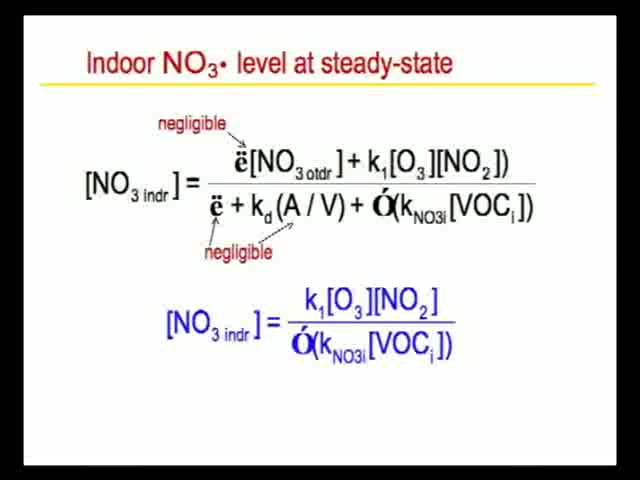 Indoor NO3• level at steady-state
negligible
[NO3 indr] = ë[NO3 otdr] + k1[O3][NO2]) / ë + kd(A / V) + Ó(kNO3i[VOCi])
negligible
[NO3 indr] = k1[O3][NO2] / Ó(kNO3i[VOCi])